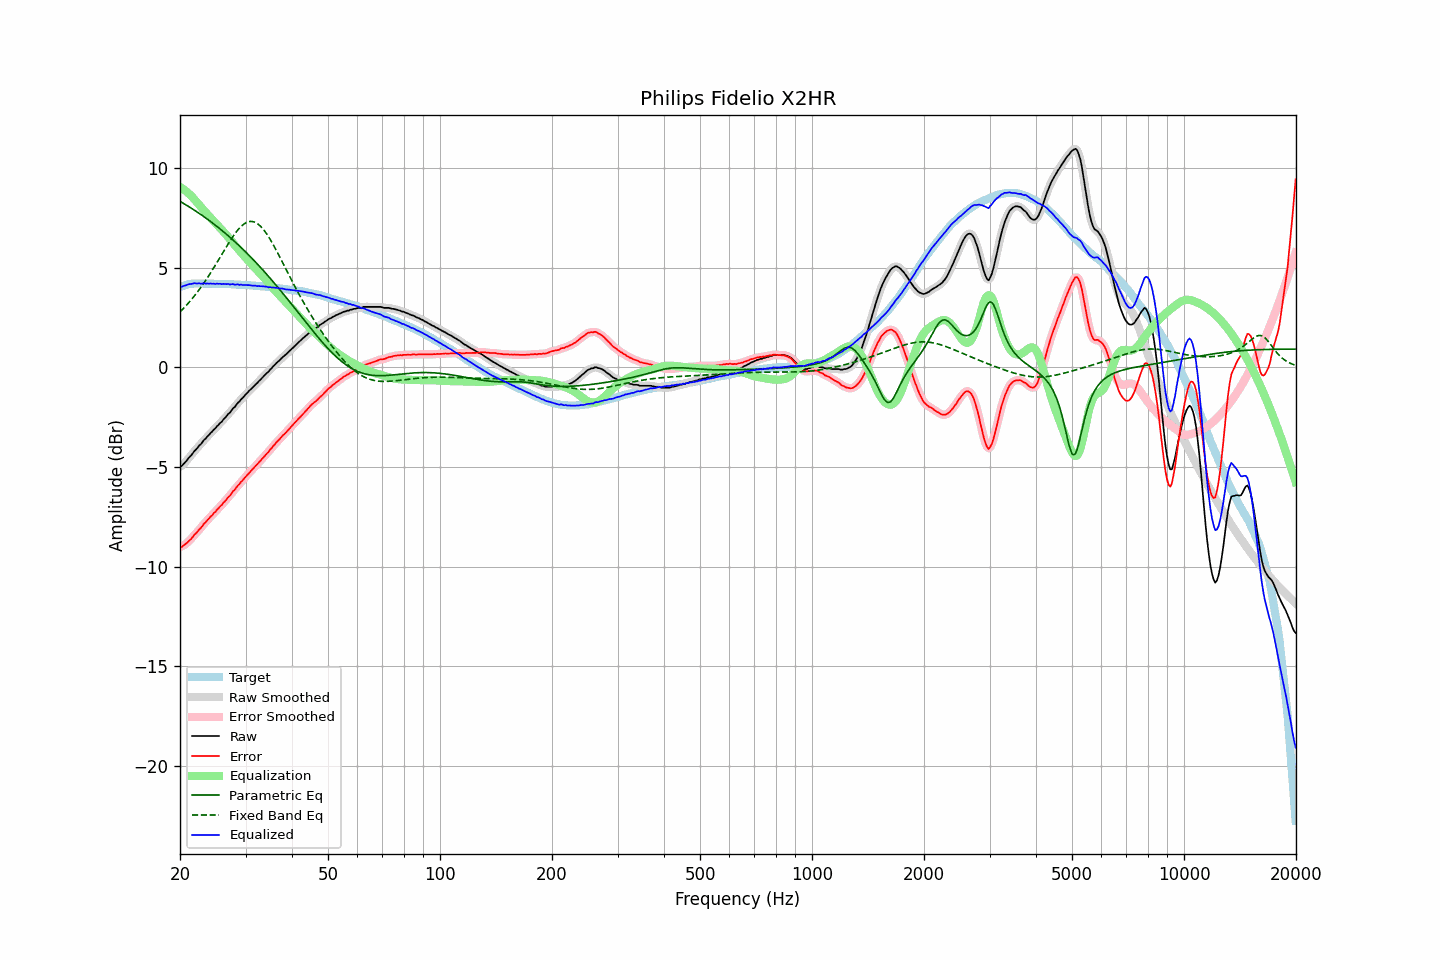 Philips Fidelio X2HR
Amplitude (dBr)
10
5
0
−5
−10
−15
−20
Target
Raw Smoothed
Error Smoothed
Raw
Error
Equalization
Parametric Eq
Fixed Band Eq
Equalized
20 50 100 200 500 1000 2000 5000 10000 20000
Frequency (Hz)